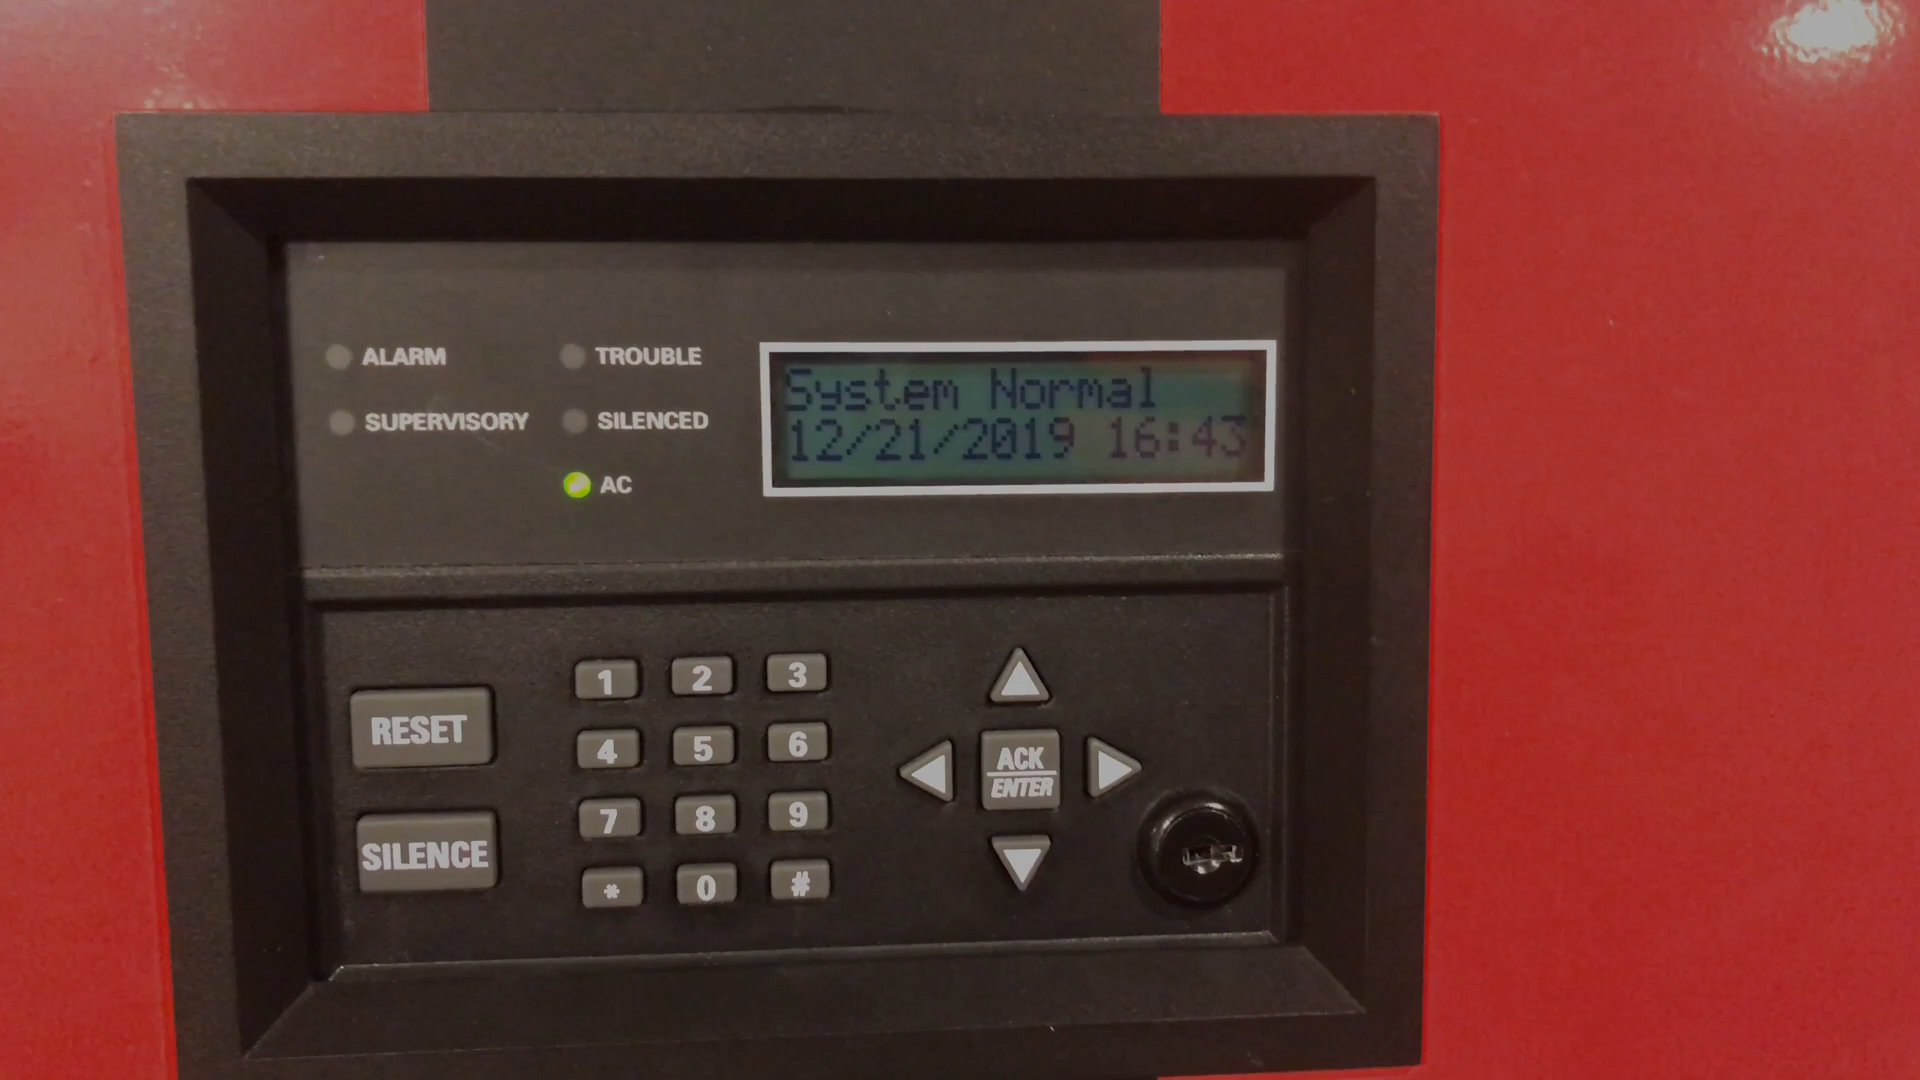 ALARM
TROUBLE
SUPERVISORY
SILENCED
AC
System Normal
12/21/2019 16:43
RESET
SILENCE
1 2 3
4 5 6
7 8 9
* 0 #
ACK
ENTER